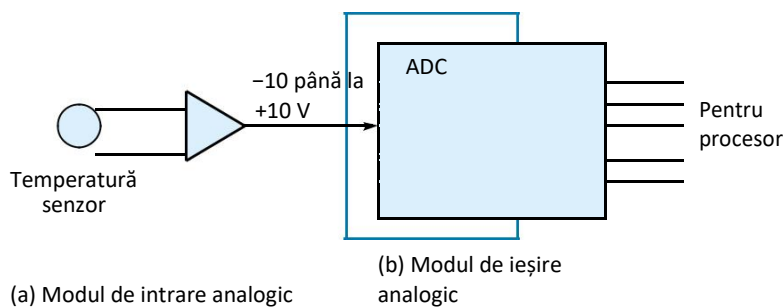 ADC
−10 până la
+10 V
Pentru
procesor
Temperatură
senzor
(a) Modul de intrare analogic
(b) Modul de ieșire
analogic